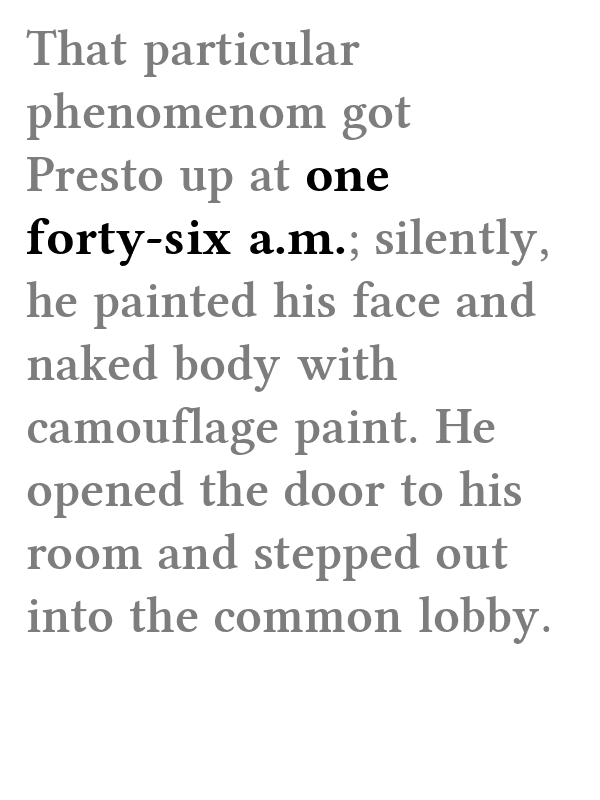 That particular
phenomenom got
Presto up at one
forty-six a.m.; silently,
he painted his face and
naked body with
camouflage paint. He
opened the door to his
room and stepped out
into the common lobby.